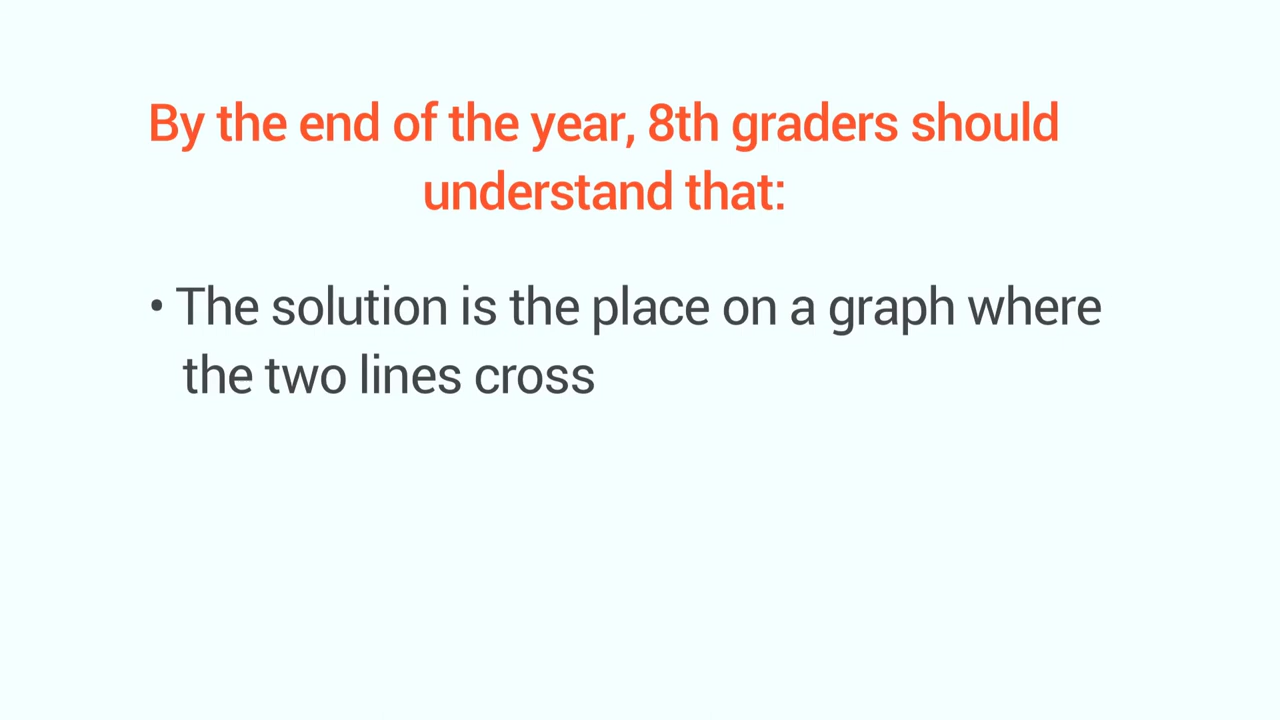 By the end of the year, 8th graders should
understand that:
• The solution is the place on a graph where
the two lines cross